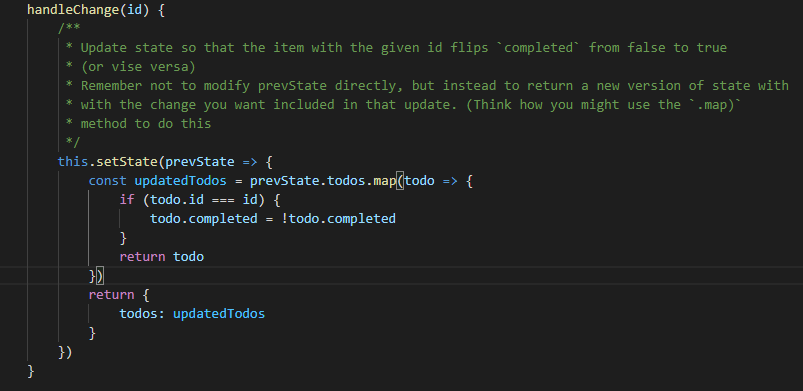 handleChange(id) {
/**
* Update state so that the item with the given id flips `completed` from false to true
* (or vise versa)
* Remember not to modify prevState directly, but instead to return a new version of state with
* with the change you want included in that update. (Think how you might use the `.map)`
* method to do this
*/
this.setState(prevState => {
const updatedTodos = prevState.todos.map(todo => {
if (todo.id === id) {
todo.completed = !todo.completed
}
return todo
})
return {
todos: updatedTodos
}
})
}